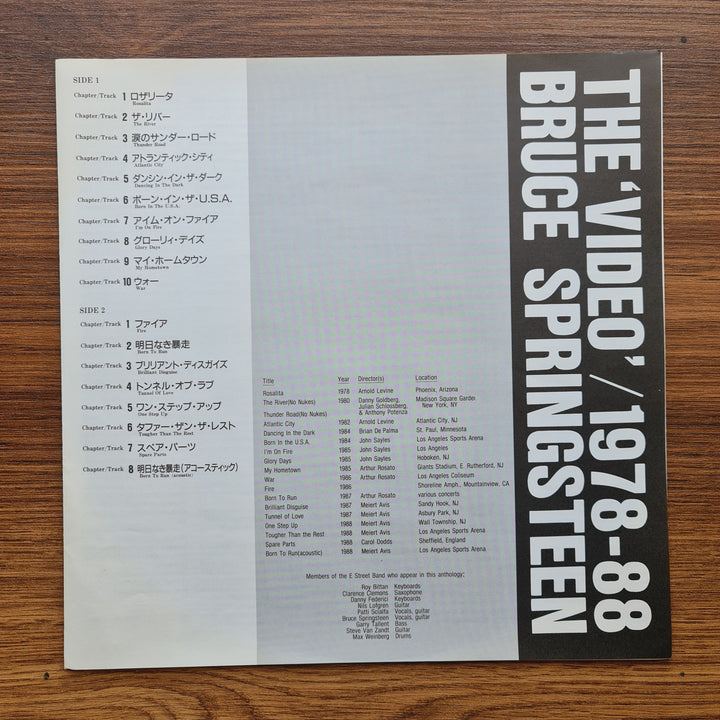 SIDE 1
Chapter/Track 1 ロザリータ
Rosalita
Chapter/Track 2 ザ・リバー
The River
Chapter/Track 3 涙のサンダー・ロード
Thunder Road
Chapter/Track 4 アトランティック・シティ
Atlantic City
Chapter/Track 5 ダンシン・イン・ザ・ダーク
Dancing In The Dark
Chapter/Track 6 ボーン・イン・ザ・U.S.A.
Born In The U.S.A.
Chapter/Track 7 アイム・オン・ファイア
I'm On Fire
Chapter/Track 8 グローリィ・デイズ
Glory Days
Chapter/Track 9 マイ・ホームタウン
My Hometown
Chapter/Track 10 ウォー
War
SIDE 2
Chapter/Track 1 ファイア
Fire
Chapter/Track 2 明日なき暴走
Born To Run
Chapter/Track 3 ブリリアント・ディスガイズ
Brilliant Disguise
Chapter/Track 4 トンネル・オブ・ラブ
Tunnel Of Love
Chapter/Track 5 ワン・ステップ・アップ
One Step Up
Chapter/Track 6 タファー・ザン・ザ・レスト
Tougher Than The Rest
Chapter/Track 7 スペア・パーツ
Spare Parts
Chapter/Track 8 明日なき暴走(アコースティック)
Born To Run (acoustic)
Title Year Director(s) Location
Rosalita 1978 Arnold Levine Phoenix, Arizona
The River(No Nukes) 1980 Danny Goldberg, Madison Square Garden
Julian Schlossberg, New York, NY
Thunder Road(No Nukes) & Anthony Potenza
Atlantic City 1982 Arnold Levine Atlantic City, NJ
Dancing In the Dark 1984 Brian De Palma St. Paul, Minnesota
Born In the U.S.A. 1984 John Sayles Los Angeles Sports Arena
I'm On Fire 1985 John Sayles Los Angeles
Glory Days 1985 John Sayles Hoboken, NJ
My Hometown 1985 Arthur Rosato Giants Stadium, E. Rutherford, NJ
War 1986 Arthur Rosato Los Angeles Coliseum
Fire 1986 Shoreline Amph., Mountainview, CA
Born To Run 1987 Arthur Rosato various concerts
Brilliant Disguise 1987 Meiert Avis Sandy Hook, NJ
Tunnel of Love 1987 Meiert Avis Asbury Park, NJ
One Step Up 1988 Meiert Avis Wall Township, NJ
Tougher Than the Rest 1988 Meiert Avis Los Angeles Sports Arena
Spare Parts 1988 Carol Dodds Sheffield, England
Born To Run(acoustic) 1988 Meiert Avis Los Angeles Sports Arena
Members of the E Street Band who appear in this anthology:
Roy Bittan Keyboards
Clarence Clemons Saxophone
Danny Federici Keyboards
Nils Lofgren Guitar
Patti Scialfa Vocals, guitar
Bruce Springsteen Vocals, guitar
Garry Tallent Bass
Steve Van Zandt Guitar
Max Weinberg Drums
THE 'VIDEO' / 1978-88
BRUCE SPRINGSTEEN